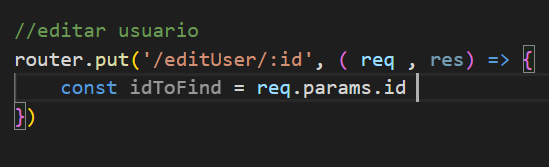 //editar usuario
router.put('/editUser/:id', ( req , res) => {
    const idToFind = req.params.id
})